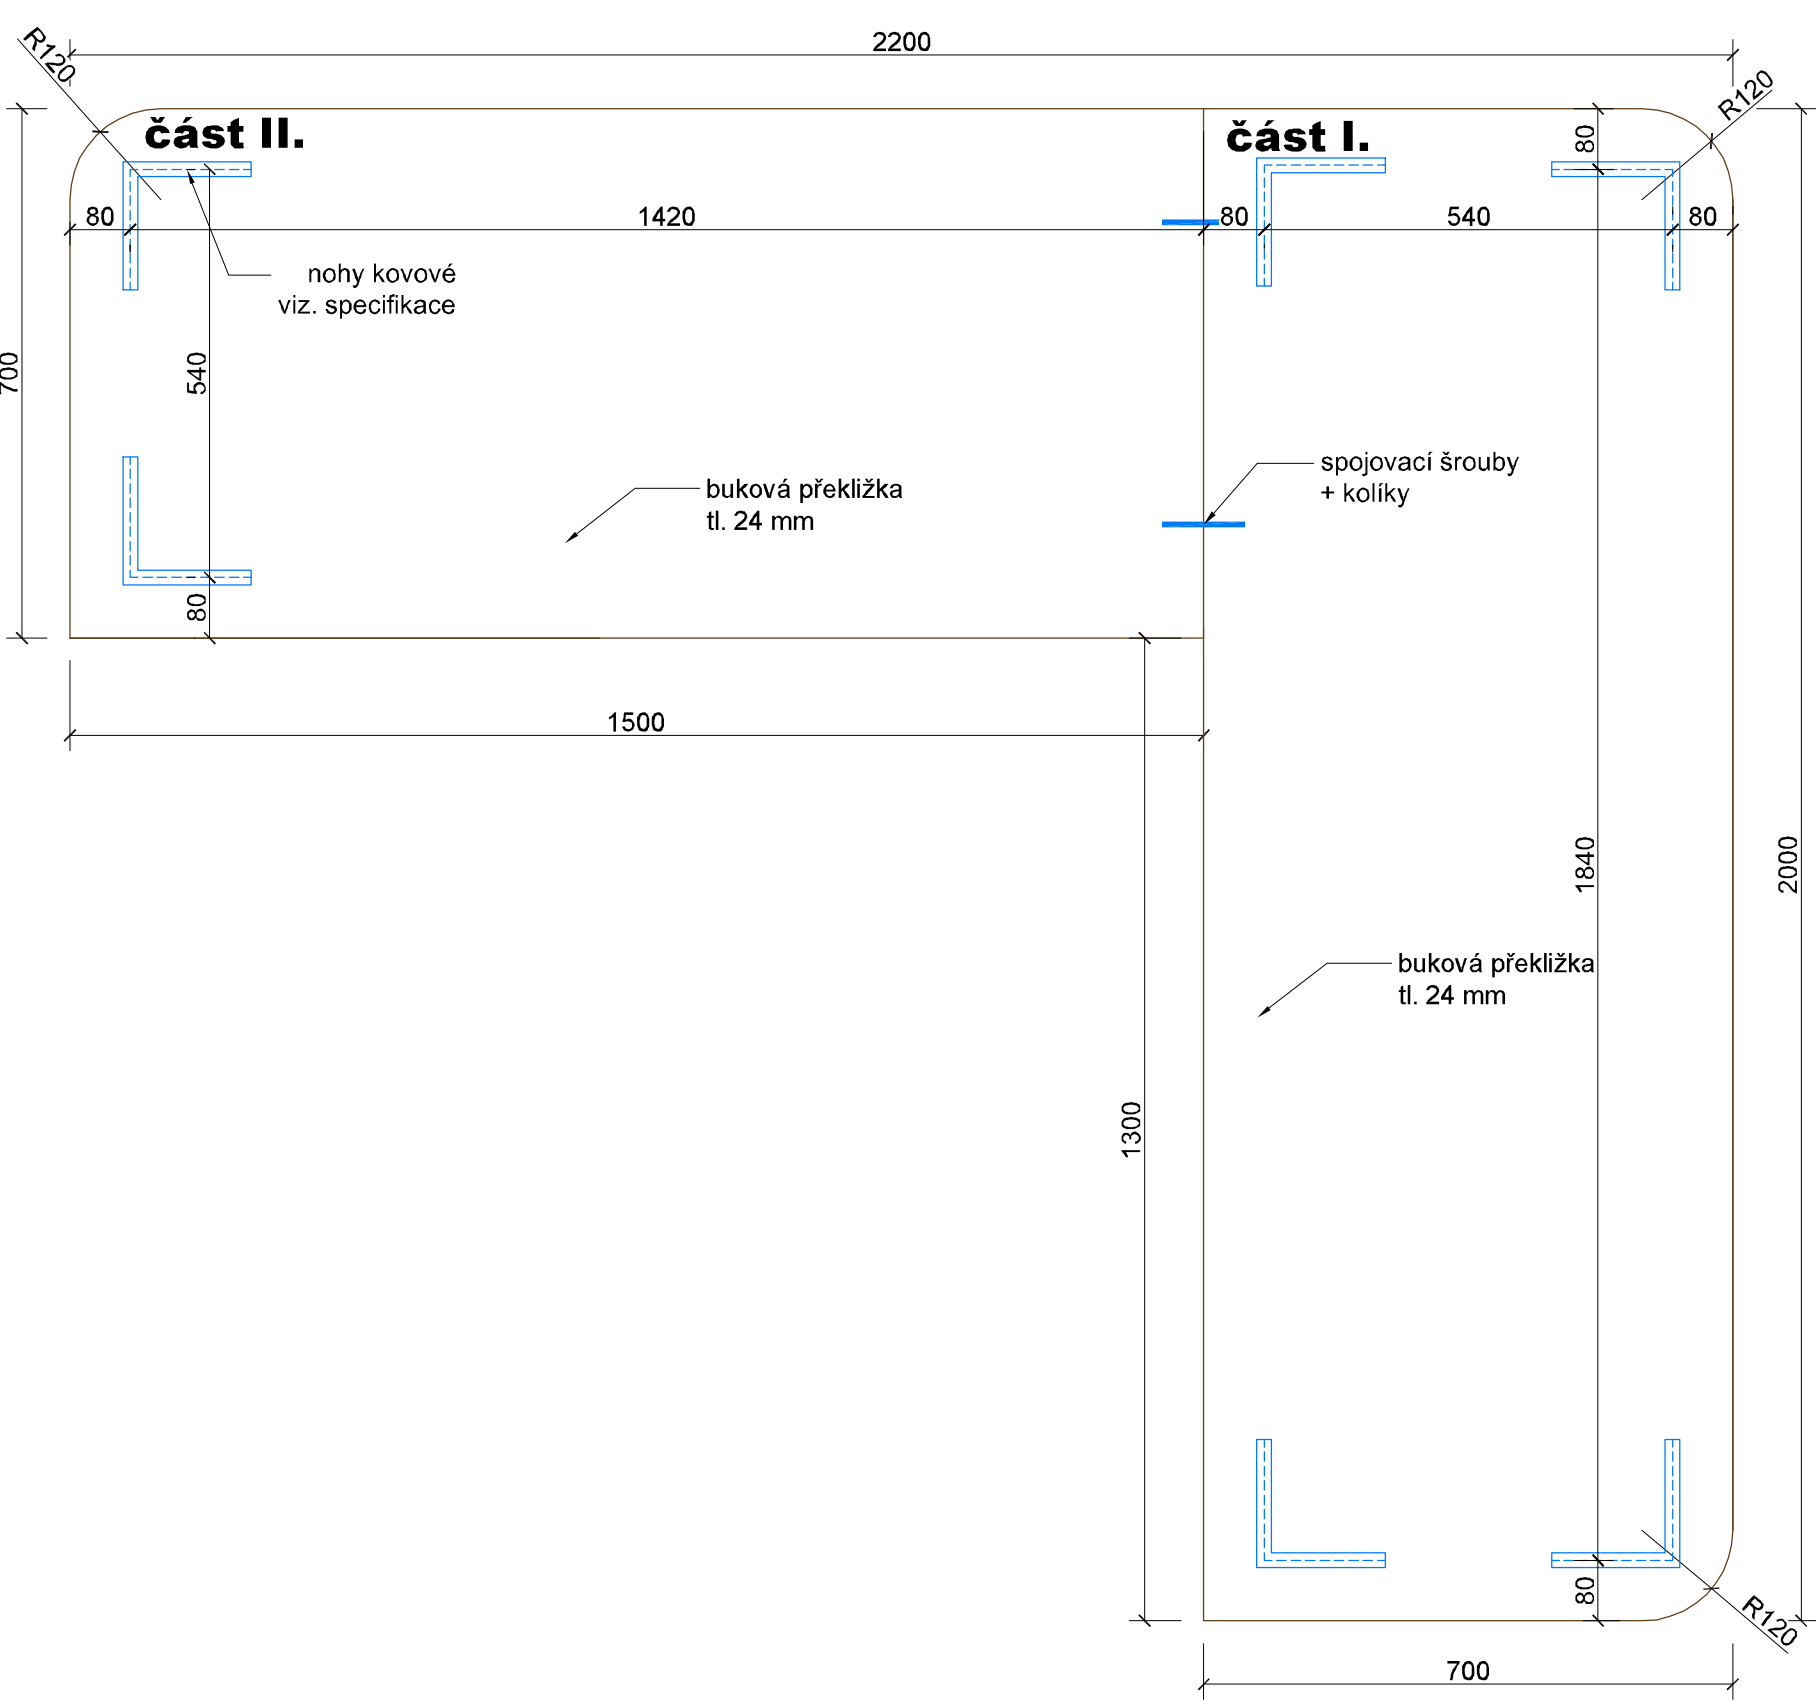 2200
R120
R120
část II.
část I.
80
80
1420
80
540
80
nohy kovové
viz. specifikace
700
540
spojovací šrouby
+ kolíky
buková překližka
tl. 24 mm
80
1500
1840
2000
buková překližka
tl. 24 mm
1300
80
R120
700